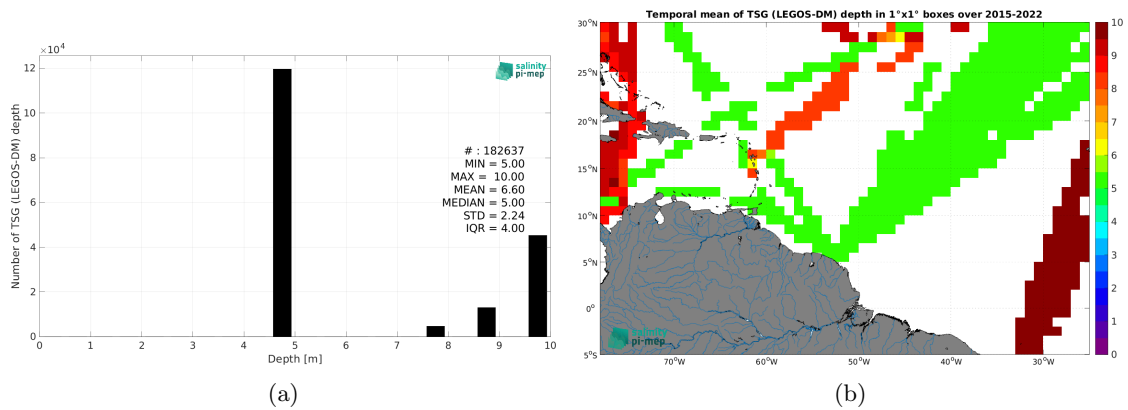 ×10⁴
12
10
8
6
4
2
0
Number of TSG (LEGOS-DM) depth
salinity
pi-mep
# : 182637
MIN = 5.00
MAX = 10.00
MEAN = 6.60
MEDIAN = 5.00
STD = 2.24
IQR = 4.00
0 1 2 3 4 5 6 7 8 9 10
Depth [m]
(a)
Temporal mean of TSG (LEGOS-DM) depth in 1°x1° boxes over 2015-2022
30°N
25°N
20°N
15°N
10°N
5°N
0°
5°S
70°W 60°W 50°W 40°W 30°W
salinity
pi-mep
10
9
8
7
6
5
4
3
2
1
0
(b)